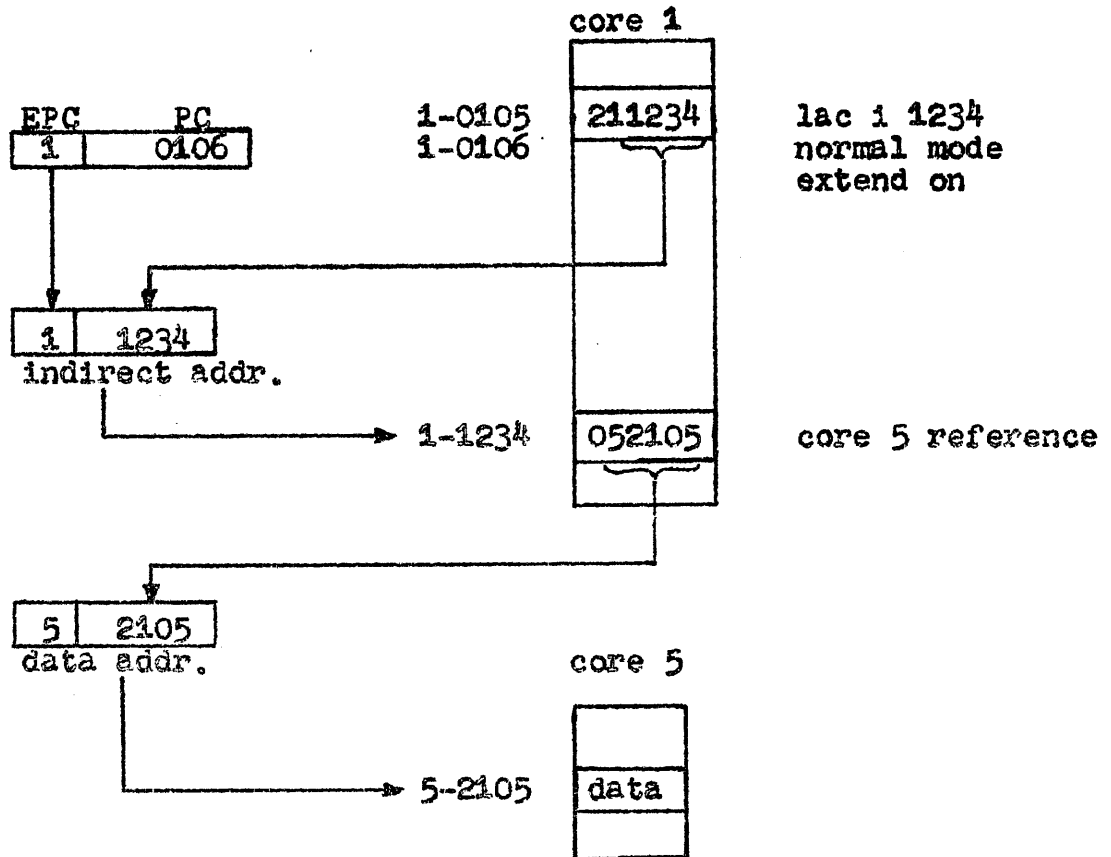 core 1
EPC PC
1 0106
1-0105 211234 lac i 1234
1-0106 normal mode
extend on
1 1234
indirect addr.
1-1234 052105 core 5 reference
5 2105
data addr.
core 5
5-2105 data